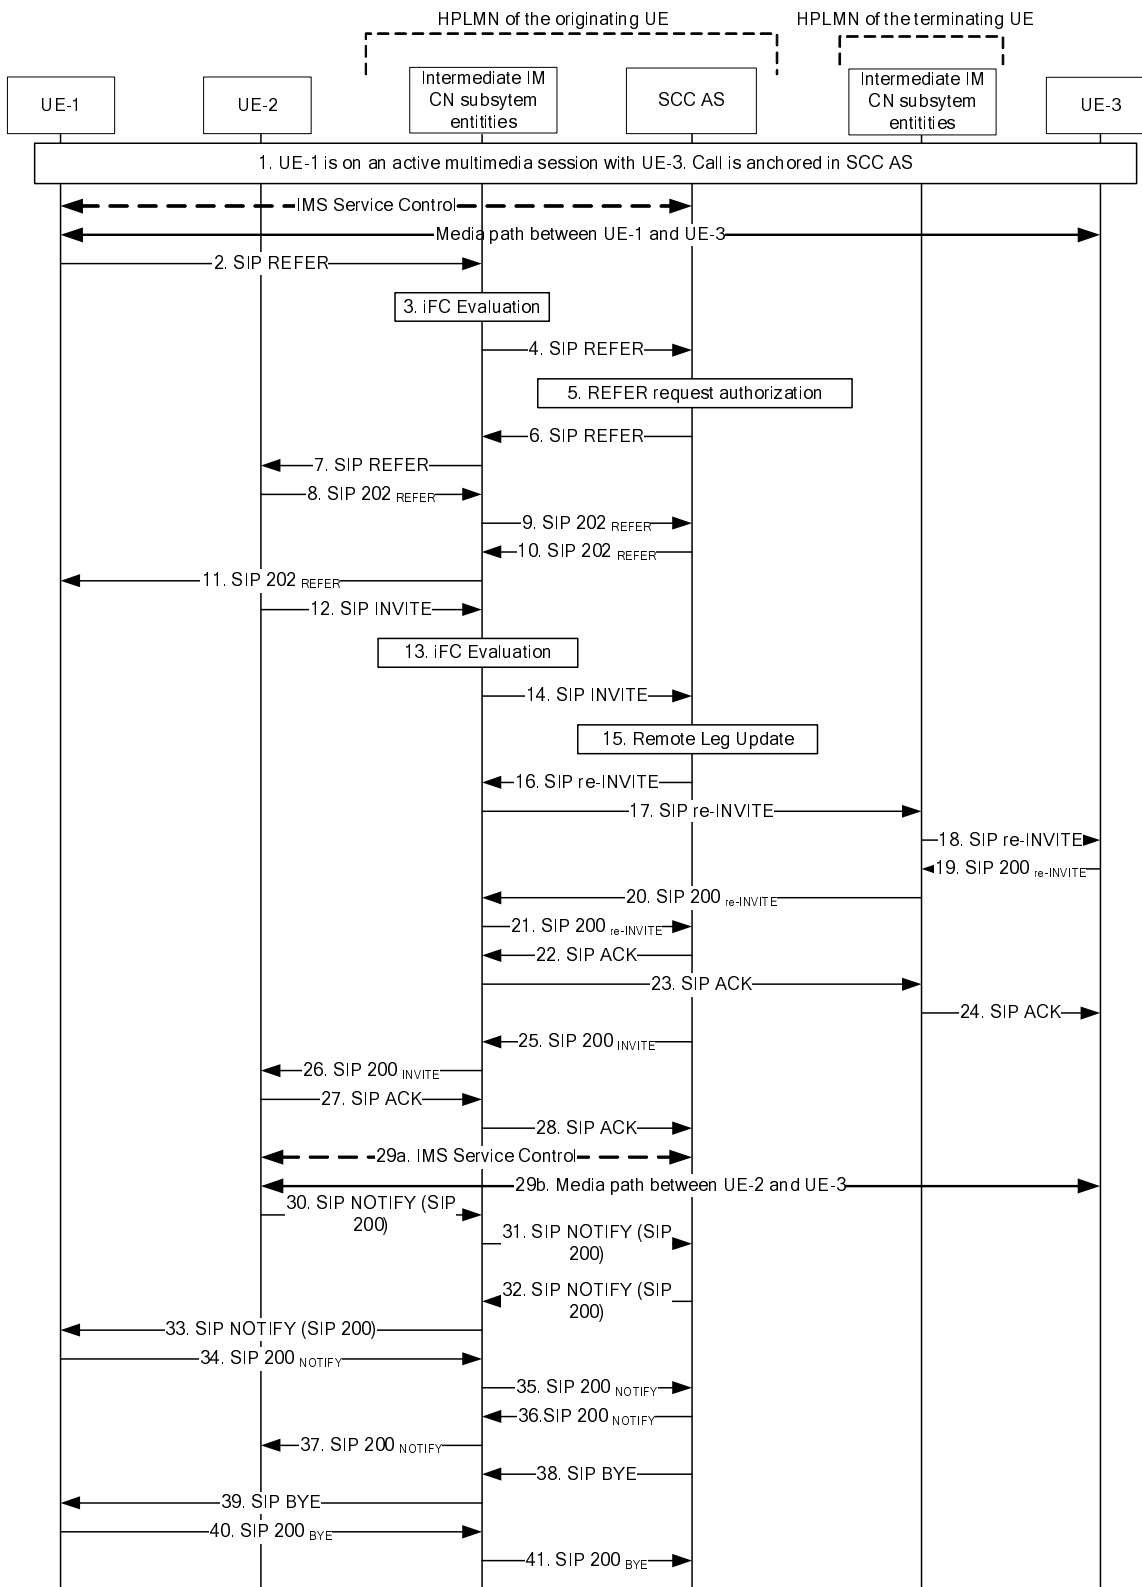 HPLMN of the originating UE
HPLMN of the terminating UE
UE-1
UE-2
Intermediate IM
CN subsytem
entitities
SCC AS
Intermediate IM
CN subsytem
entitities
UE-3
1. UE-1 is on an active multimedia session with UE-3. Call is anchored in SCC AS
IMS Service Control
Media path between UE-1 and UE-3
2. SIP REFER
3. iFC Evaluation
4. SIP REFER
5. REFER request authorization
6. SIP REFER
7. SIP REFER
8. SIP 202 REFER
9. SIP 202 REFER
10. SIP 202 REFER
11. SIP 202 REFER
12. SIP INVITE
13. iFC Evaluation
14. SIP INVITE
15. Remote Leg Update
16. SIP re-INVITE
17. SIP re-INVITE
18. SIP re-INVITE
19. SIP 200 re-INVITE
20. SIP 200 re-INVITE
21. SIP 200 re-INVITE
22. SIP ACK
23. SIP ACK
24. SIP ACK
25. SIP 200 INVITE
26. SIP 200 INVITE
27. SIP ACK
28. SIP ACK
29a. IMS Service Control
29b. Media path between UE-2 and UE-3
30. SIP NOTIFY (SIP
200)
31. SIP NOTIFY (SIP
200)
32. SIP NOTIFY (SIP
200)
33. SIP NOTIFY (SIP 200)
34. SIP 200 NOTIFY
35. SIP 200 NOTIFY
36.SIP 200 NOTIFY
37. SIP 200 NOTIFY
38. SIP BYE
39. SIP BYE
40. SIP 200 BYE
41. SIP 200 BYE